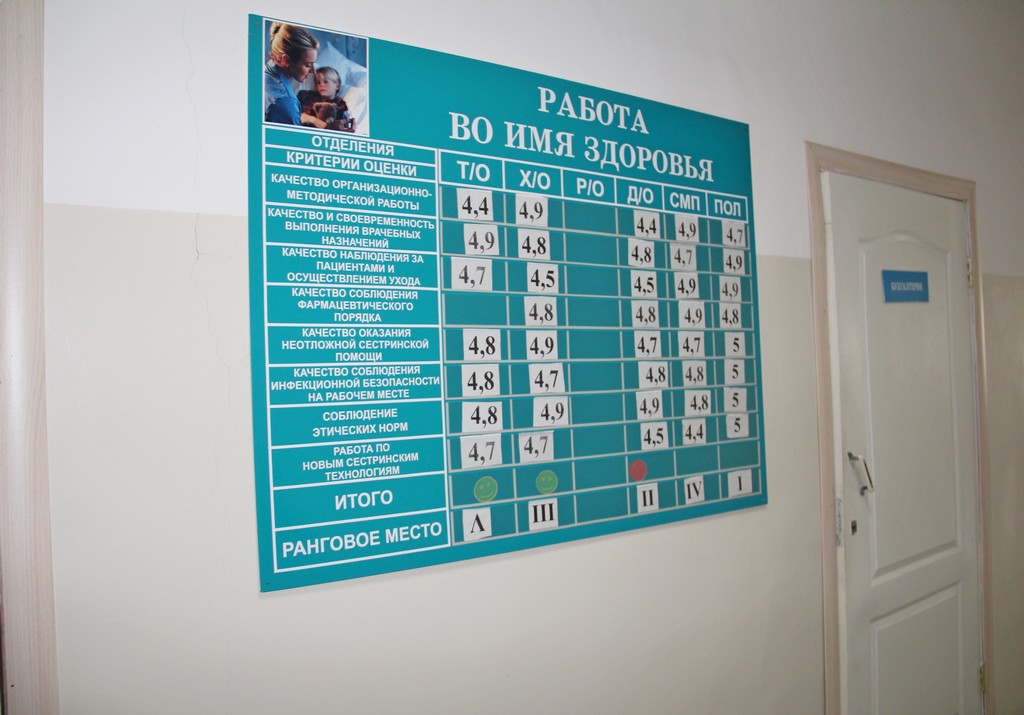 РАБОТА
ВО ИМЯ ЗДОРОВЬЯ
ОТДЕЛЕНИЯ
КРИТЕРИИ ОЦЕНКИ
Т/О Х/О Р/О Д/О СМП ПОЛ
КАЧЕСТВО ОРГАНИЗАЦИОННО-
МЕТОДИЧЕСКОЙ РАБОТЫ
4,4 4,9 4,4 4,9 4,7
КАЧЕСТВО И СВОЕВРЕМЕННОСТЬ
ВЫПОЛНЕНИЯ ВРАЧЕБНЫХ
НАЗНАЧЕНИЙ
4,9 4,8 4,8 4,7 4,9
КАЧЕСТВО НАБЛЮДЕНИЯ ЗА
ПАЦИЕНТАМИ И
ОСУЩЕСТВЛЕНИЕМ УХОДА
4,7 4,5 4,5 4,9 4,9
КАЧЕСТВО СОБЛЮДЕНИЯ
ФАРМАЦЕВТИЧЕСКОГО
ПОРЯДКА
4,8 4,8 4,9 4,8
КАЧЕСТВО ОКАЗАНИЯ
НЕОТЛОЖНОЙ СЕСТРИНСКОЙ
ПОМОЩИ
4,8 4,9 4,7 4,7 5
КАЧЕСТВО СОБЛЮДЕНИЯ
ИНФЕКЦИОННОЙ БЕЗОПАСНОСТИ
НА РАБОЧЕМ МЕСТЕ
4,8 4,7 4,8 4,8 5
СОБЛЮДЕНИЕ
ЭТИЧЕСКИХ НОРМ
4,8 4,9 4,9 4,8 5
РАБОТА ПО
НОВЫМ СЕСТРИНСКИМ
ТЕХНОЛОГИЯМ
4,7 4,7 4,5 4,4 5
ИТОГО
РАНГОВОЕ МЕСТО
Λ III II IV I
БУХГАЛТЕРИЯ